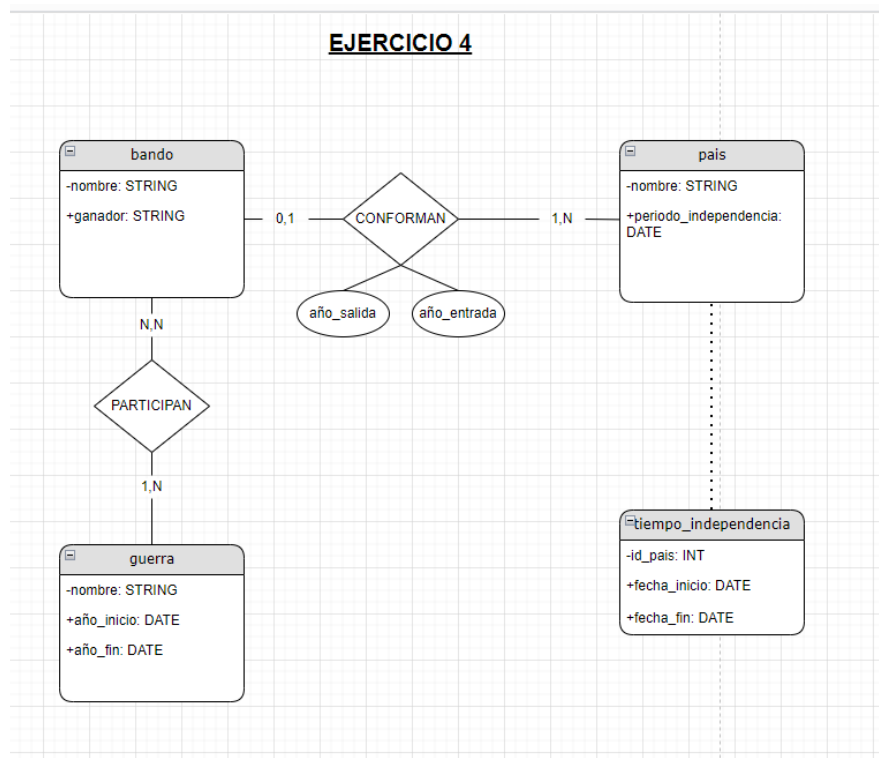 EJERCICIO 4
bando
-nombre: STRING
+ganador: STRING
0,1
CONFORMAN
1,N
pais
-nombre: STRING
+periodo_independencia:
DATE
año_salida
año_entrada
N,N
PARTICIPAN
1,N
guerra
-nombre: STRING
+año_inicio: DATE
+año_fin: DATE
tiempo_independencia
-id_pais: INT
+fecha_inicio: DATE
+fecha_fin: DATE